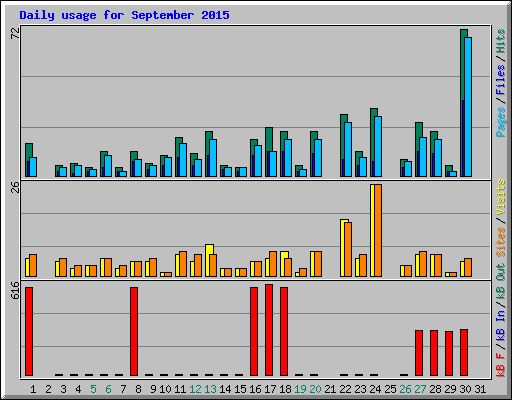 Daily usage for September 2015
72
Pages / Files / Hits
26
Sites / Visits
616
kB F / kB In / kB Out
1 2 3 4 5 6 7 8 9 10 11 12 13 14 15 16 17 18 19 20 21 22 23 24 25 26 27 28 29 30 31